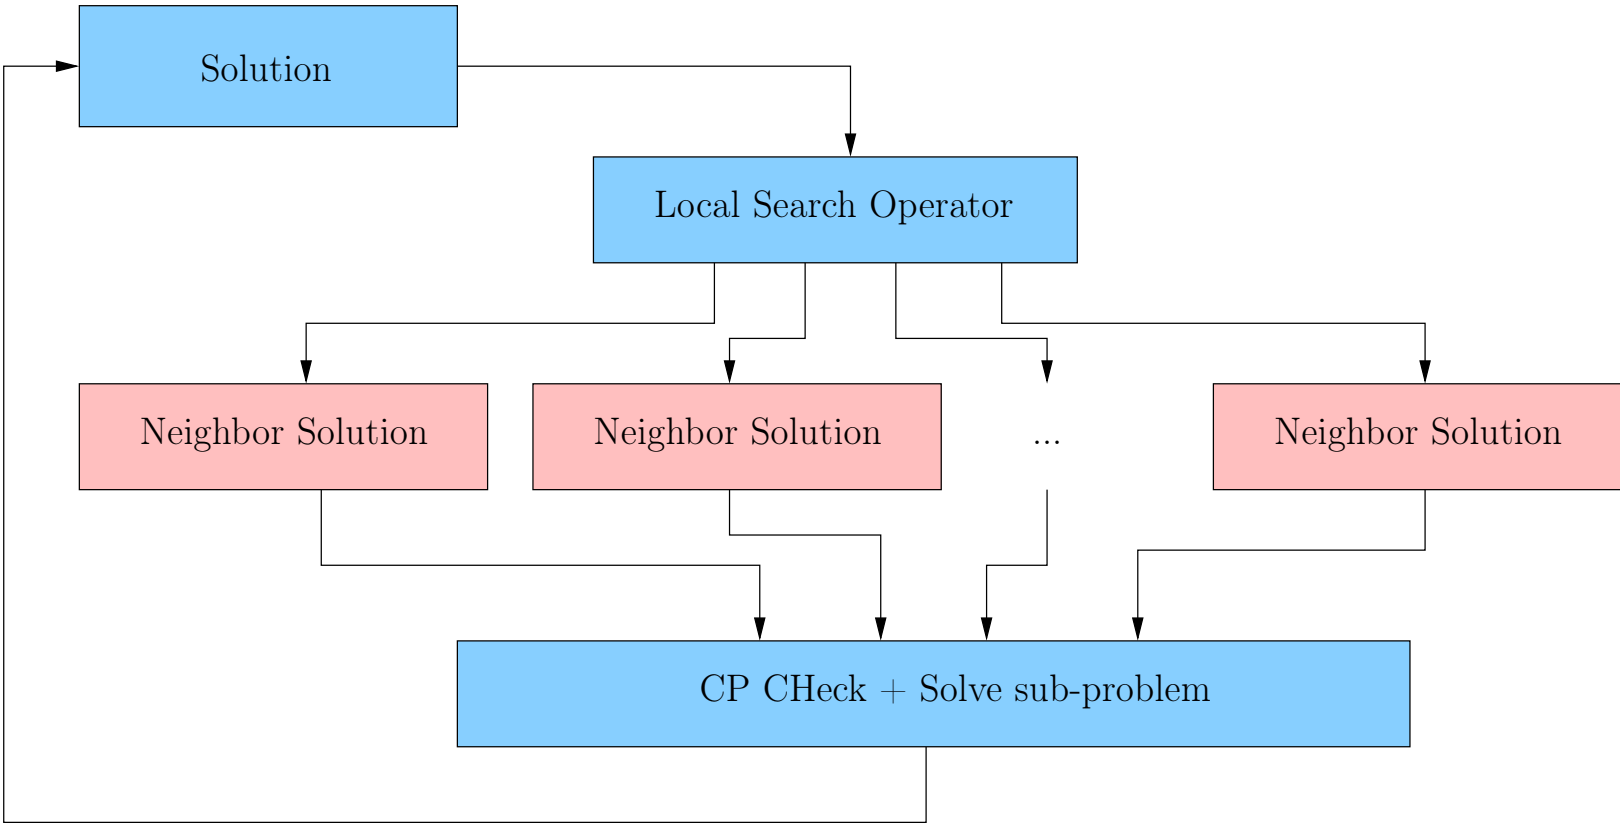 Solution
Local Search Operator
Neighbor Solution
Neighbor Solution
...
Neighbor Solution
CP CHeck + Solve sub-problem